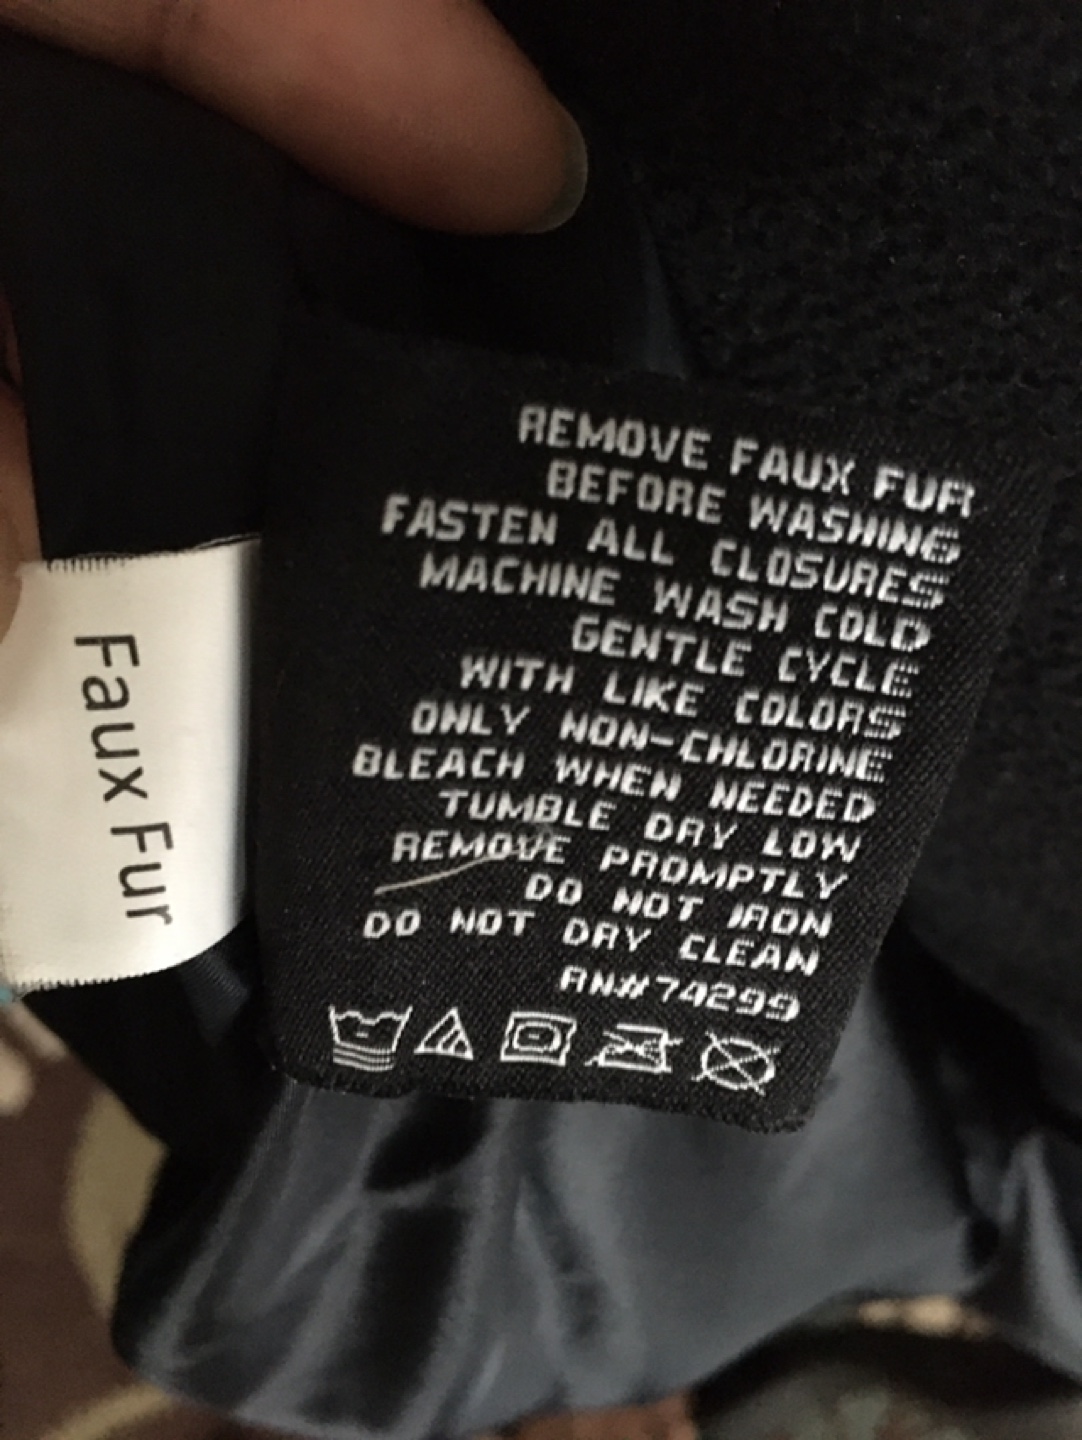 REMOVE FAUX FUR
BEFORE WASHING
FASTEN ALL CLOSURES
MACHINE WASH COLD
GENTLE CYCLE
WITH LIKE COLORS
ONLY NON-CHLORINE
BLEACH WHEN NEEDED
TUMBLE DRY LOW
REMOVE PROMPTLY
DO NOT IRON
DO NOT DRY CLEAN
RN#74299
Faux Fur